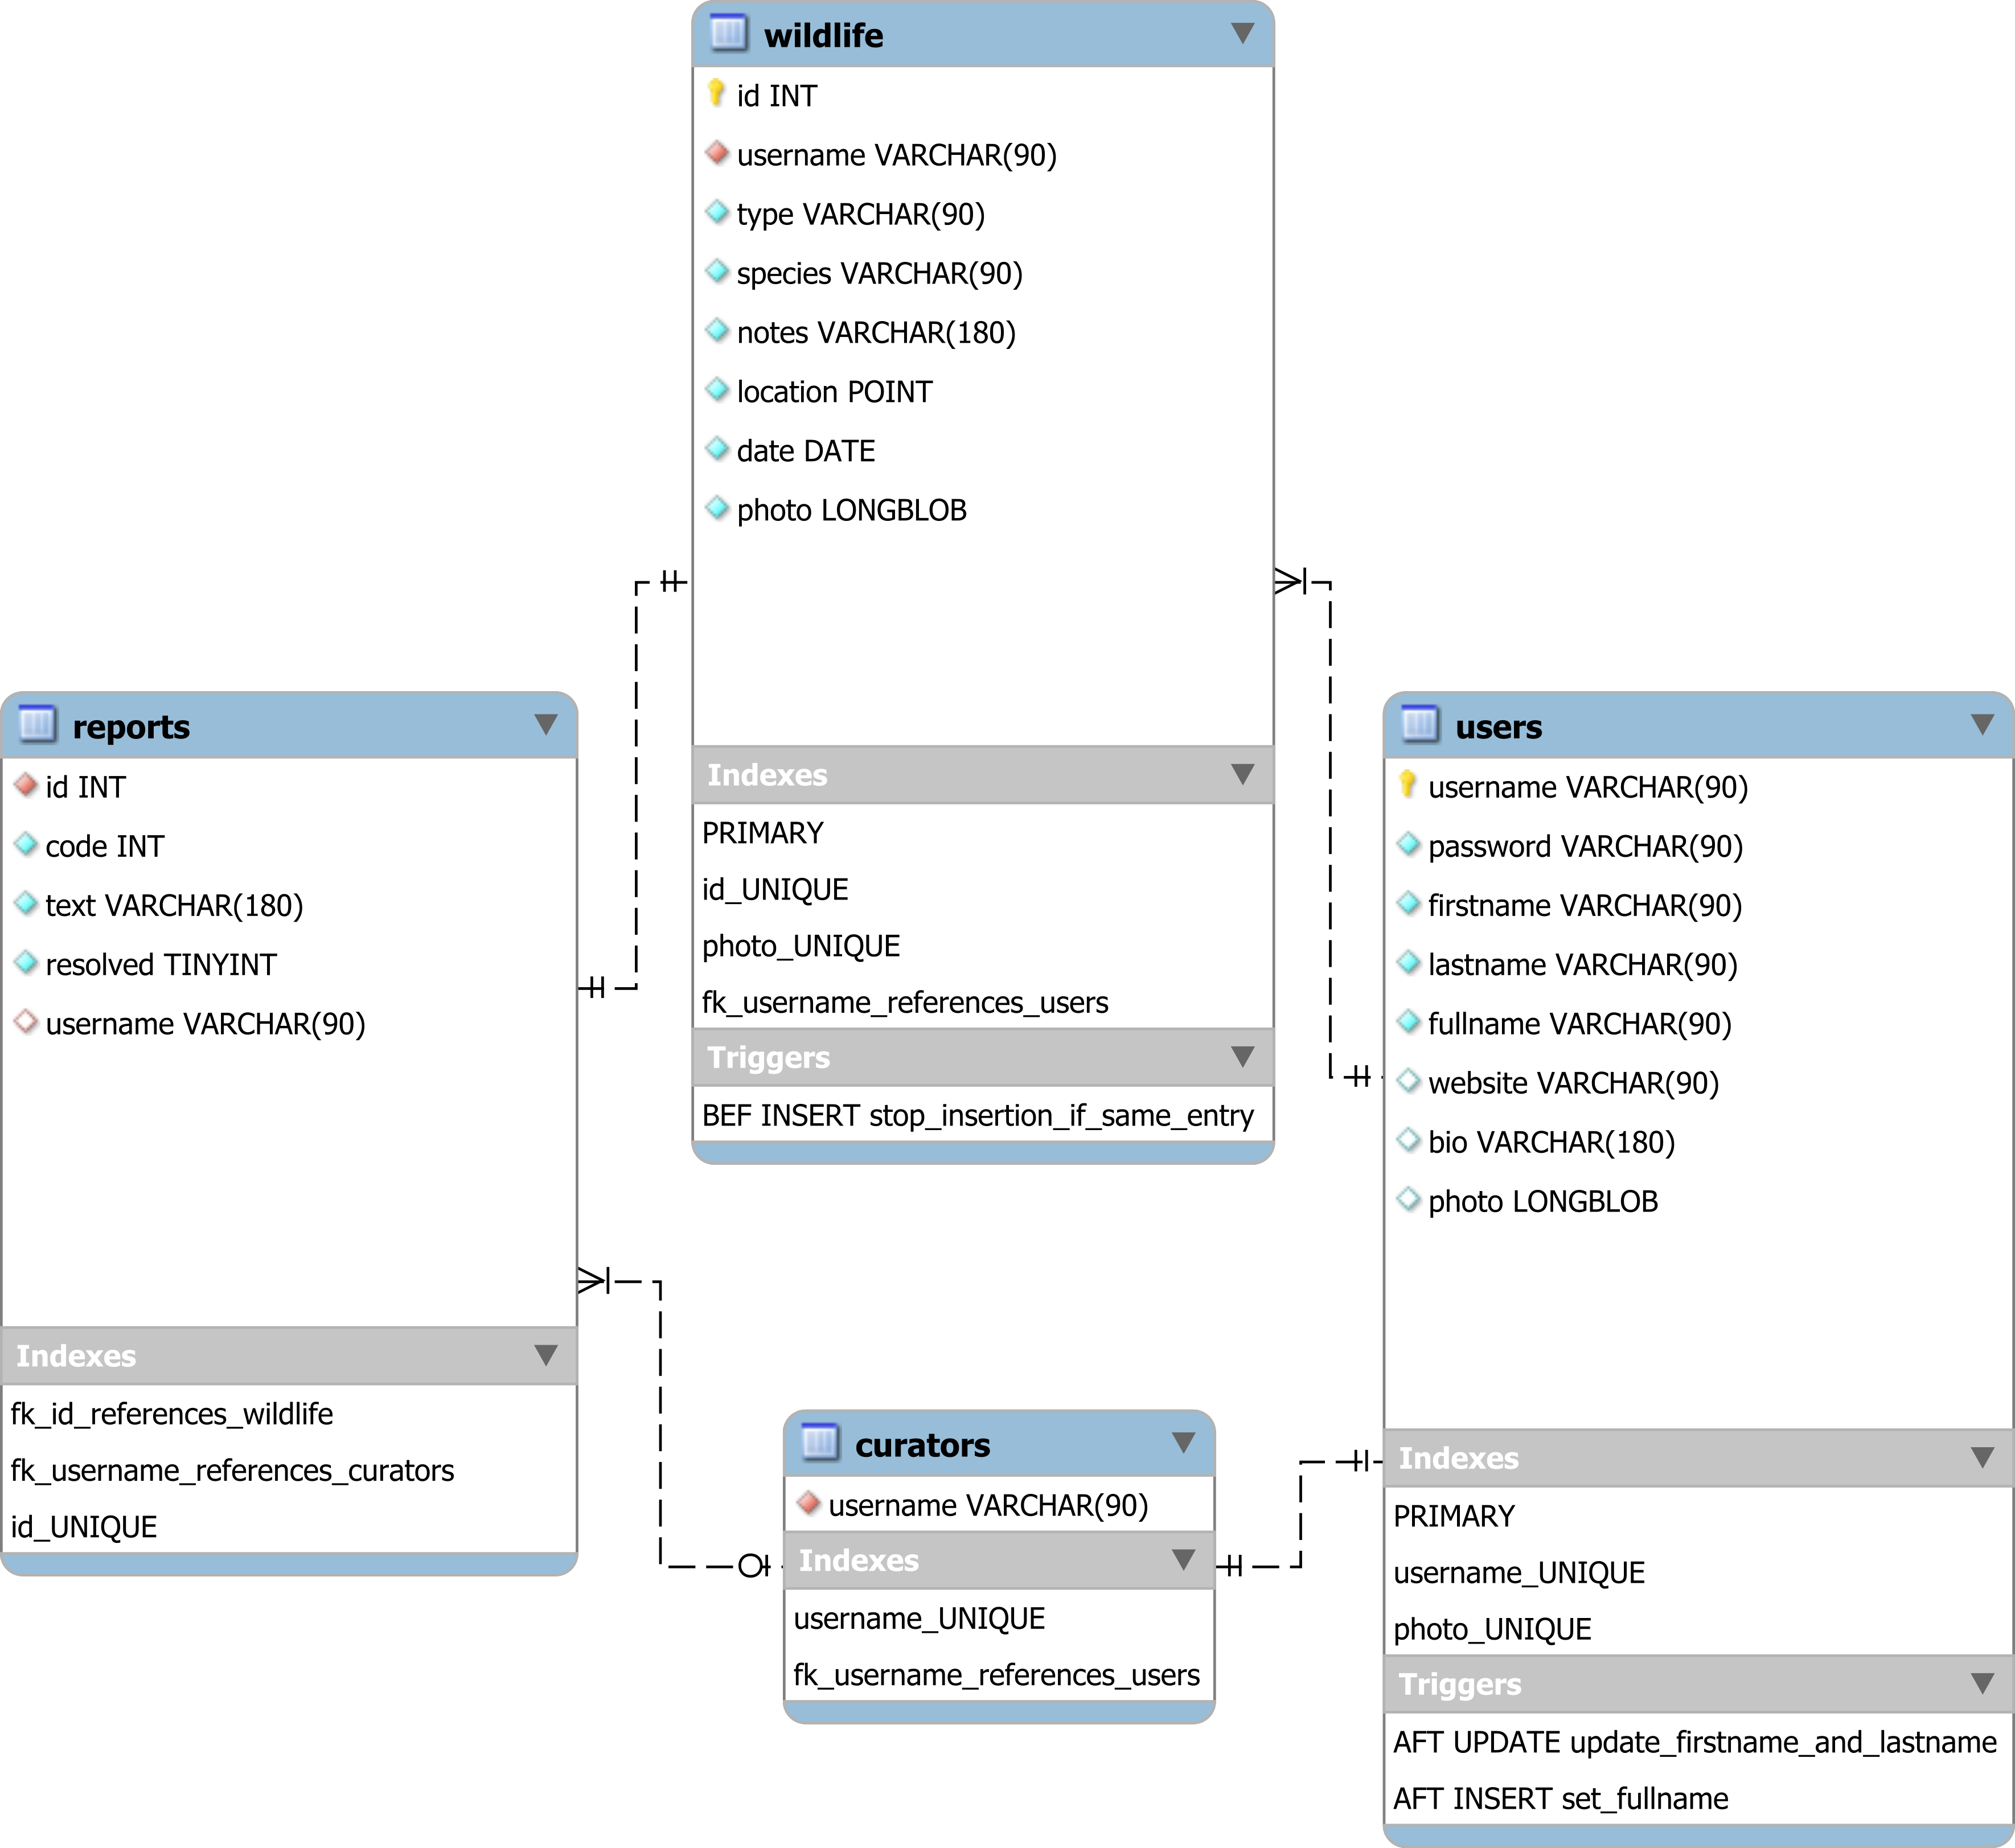 wildlife
id INT
username VARCHAR(90)
type VARCHAR(90)
species VARCHAR(90)
notes VARCHAR(180)
location POINT
date DATE
photo LONGBLOB
Indexes
PRIMARY
id_UNIQUE
photo_UNIQUE
fk_username_references_users
Triggers
BEF INSERT stop_insertion_if_same_entry
reports
id INT
code INT
text VARCHAR(180)
resolved TINYINT
username VARCHAR(90)
Indexes
fk_id_references_wildlife
fk_username_references_curators
id_UNIQUE
curators
username VARCHAR(90)
Indexes
username_UNIQUE
fk_username_references_users
users
username VARCHAR(90)
password VARCHAR(90)
firstname VARCHAR(90)
lastname VARCHAR(90)
fullname VARCHAR(90)
website VARCHAR(90)
bio VARCHAR(180)
photo LONGBLOB
Indexes
PRIMARY
username_UNIQUE
photo_UNIQUE
Triggers
AFT UPDATE update_firstname_and_lastname
AFT INSERT set_fullname